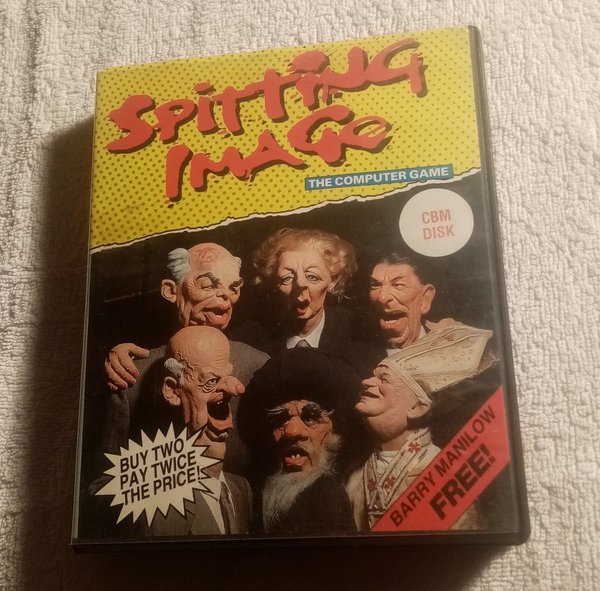 SPITTING
IMAGE
THE COMPUTER GAME
CBM
DISK
BUY TWO
PAY TWICE
THE PRICE!
BARRY MANILOW
FREE!